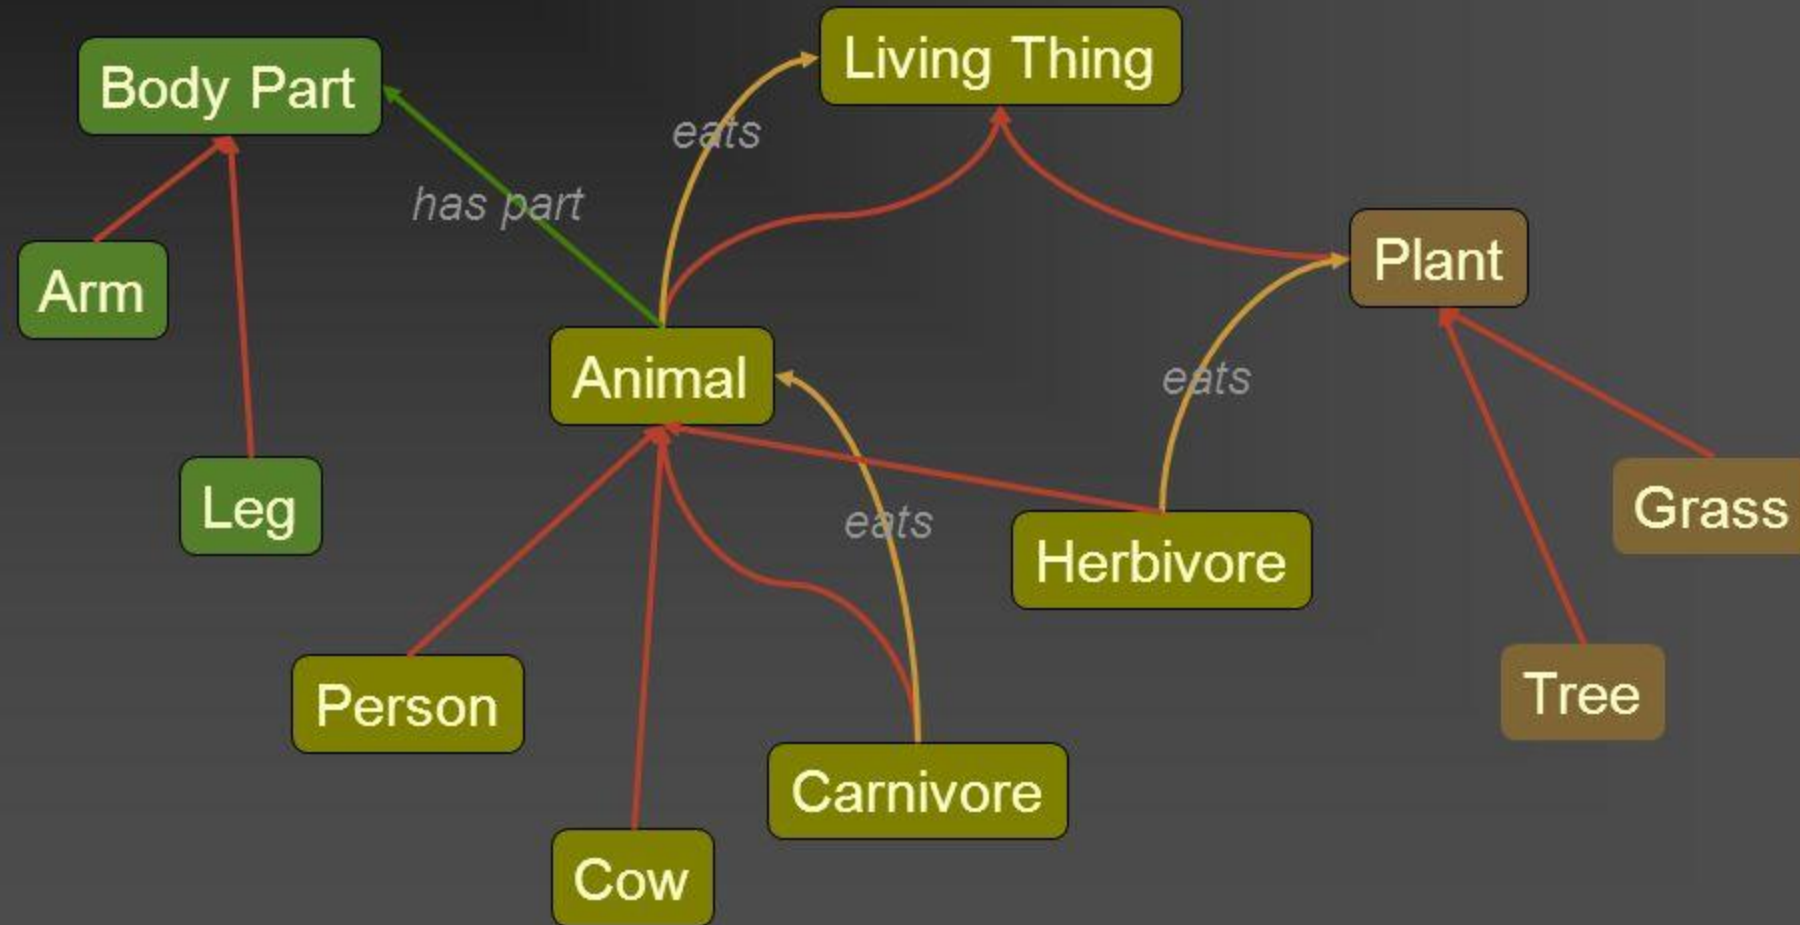 Living Thing
Body Part
eats
has part
Plant
Arm
Animal
eats
eats
Leg
Herbivore
Grass
Person
Tree
Carnivore
Cow